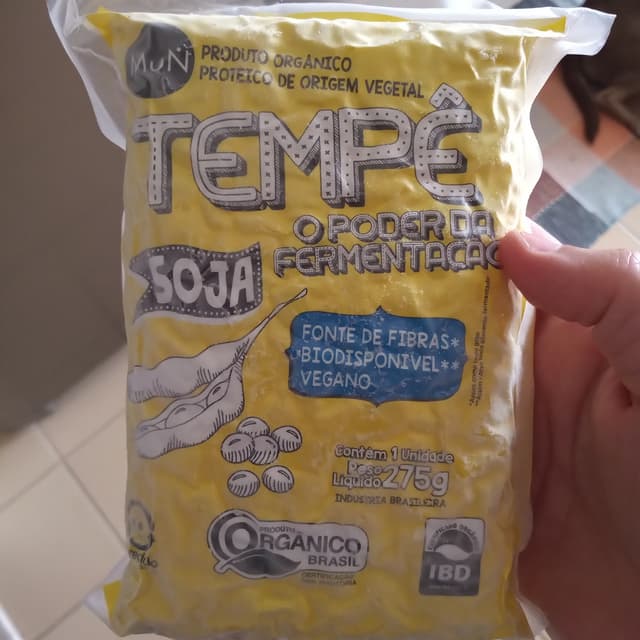 MUN
PRODUTO ORGÂNICO
PROTEICO DE ORIGEM VEGETAL
TEMPÊ
O PODER DA
FERMENTAÇÃO
SOJA
FONTE DE FIBRAS*
BIODISPONÍVEL**
VEGANO
Contém 1 Unidade
Peso
Líquido 275g
INDÚSTRIA BRASILEIRA
PRODUTO
ORGÂNICO
BRASIL
IBD